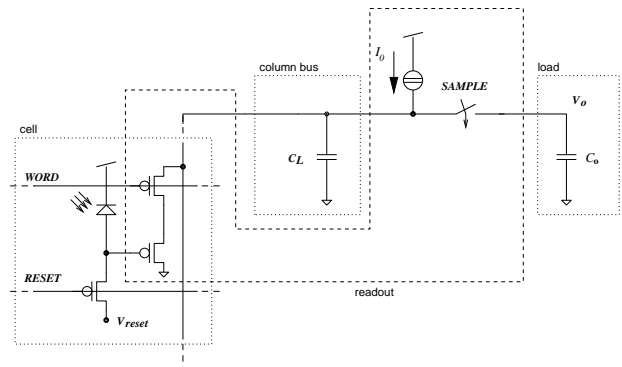 I0
column bus
load
SAMPLE
Vo
cell
CL
Co
WORD
RESET
readout
Vreset